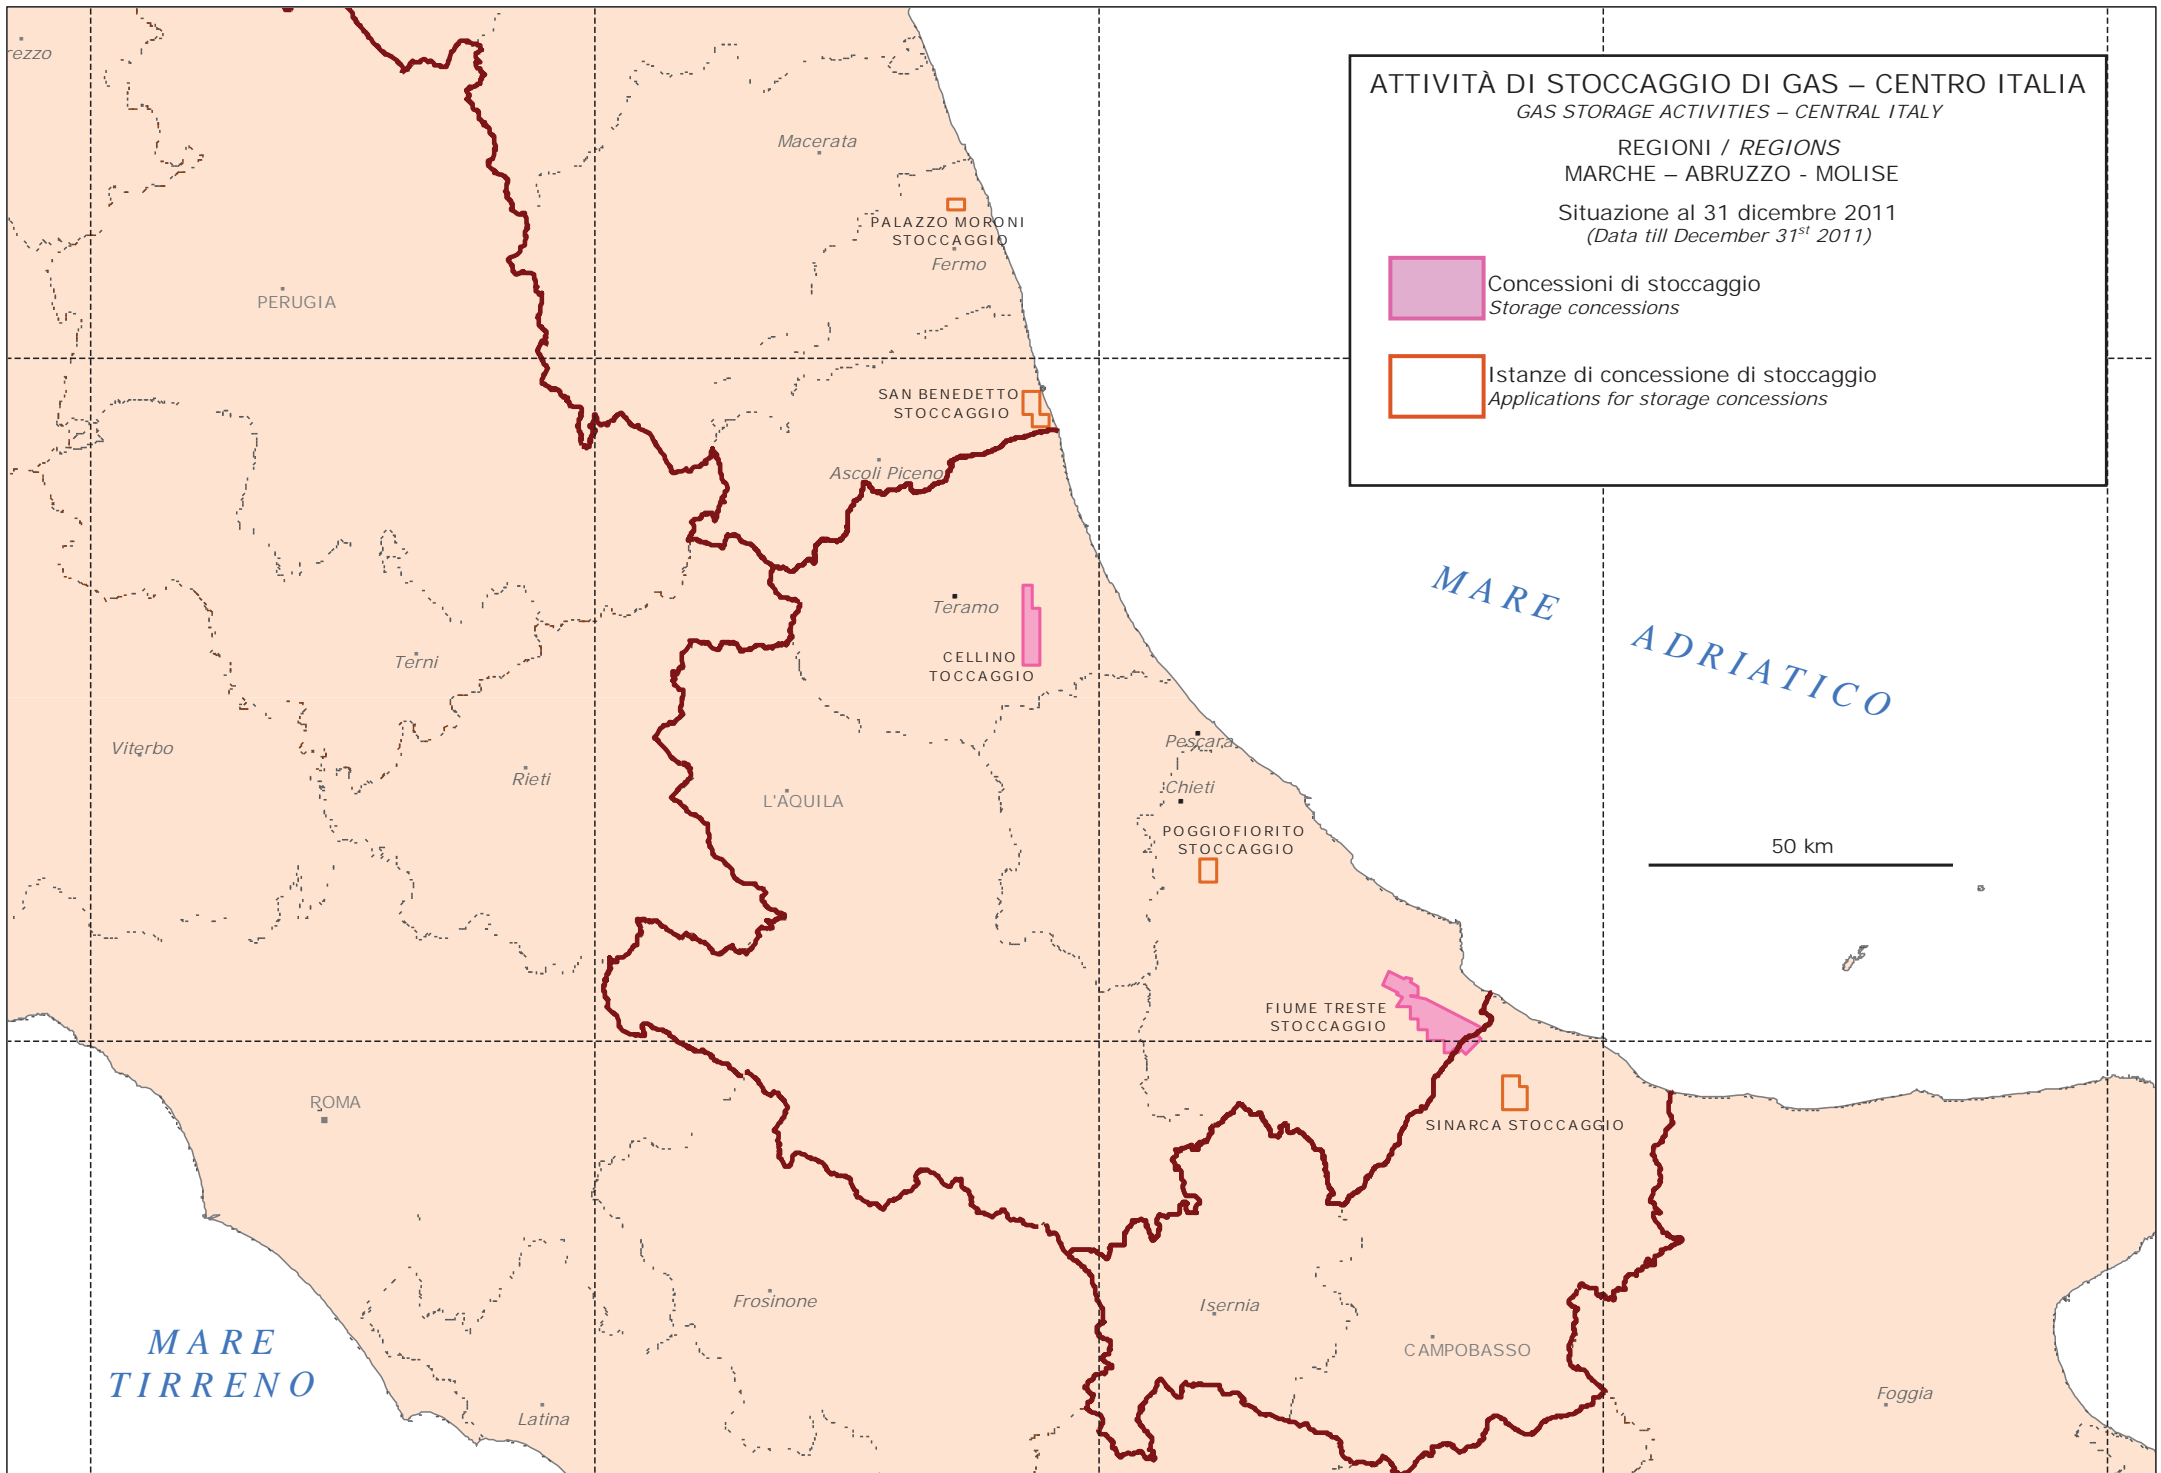 ATTIVITÀ DI STOCCAGGIO DI GAS – CENTRO ITALIA
GAS STORAGE ACTIVITIES – CENTRAL ITALY
REGIONI / REGIONS
MARCHE – ABRUZZO - MOLISE
Situazione al 31 dicembre 2011
(Data till December 31st 2011)
Concessioni di stoccaggio
Storage concessions
Istanze di concessione di stoccaggio
Applications for storage concessions
rezzo
Macerata
PALAZZO MORONI
STOCCAGGIO
Fermo
PERUGIA
SAN BENEDETTO
STOCCAGGIO
Ascoli Piceno
MARE ADRIATICO
Teramo
CELLINO
TOCCAGGIO
Terni
Viterbo
Rieti
Pescara
Chieti
L'AQUILA
POGGIOFIORITO
STOCCAGGIO
50 km
FIUME TRESTE
STOCCAGGIO
ROMA
SINARCA STOCCAGGIO
Frosinone
Isernia
MARE
TIRRENO
CAMPOBASSO
Foggia
Latina